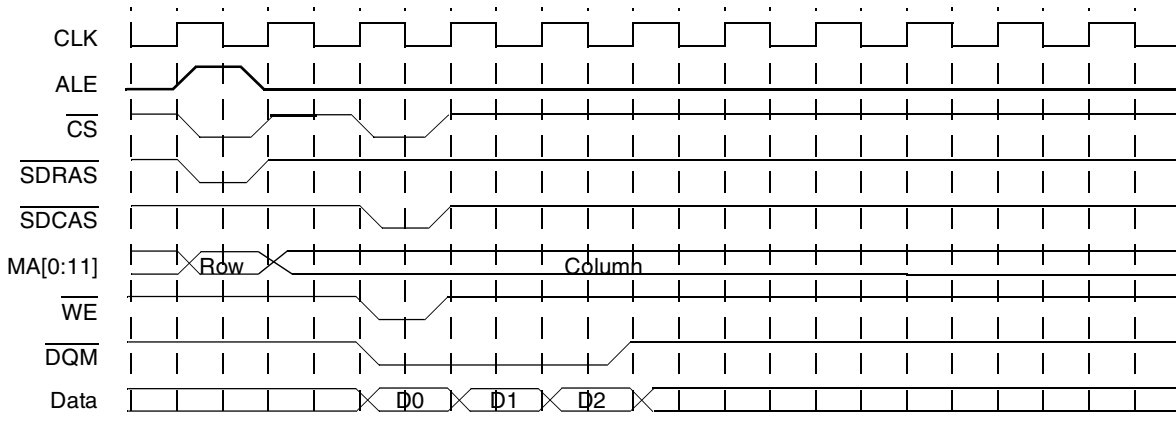 CLK
ALE
CS
SDRAS
SDCAS
MA[0:11] Row Column
WE
DQM
Data D0 D1 D2